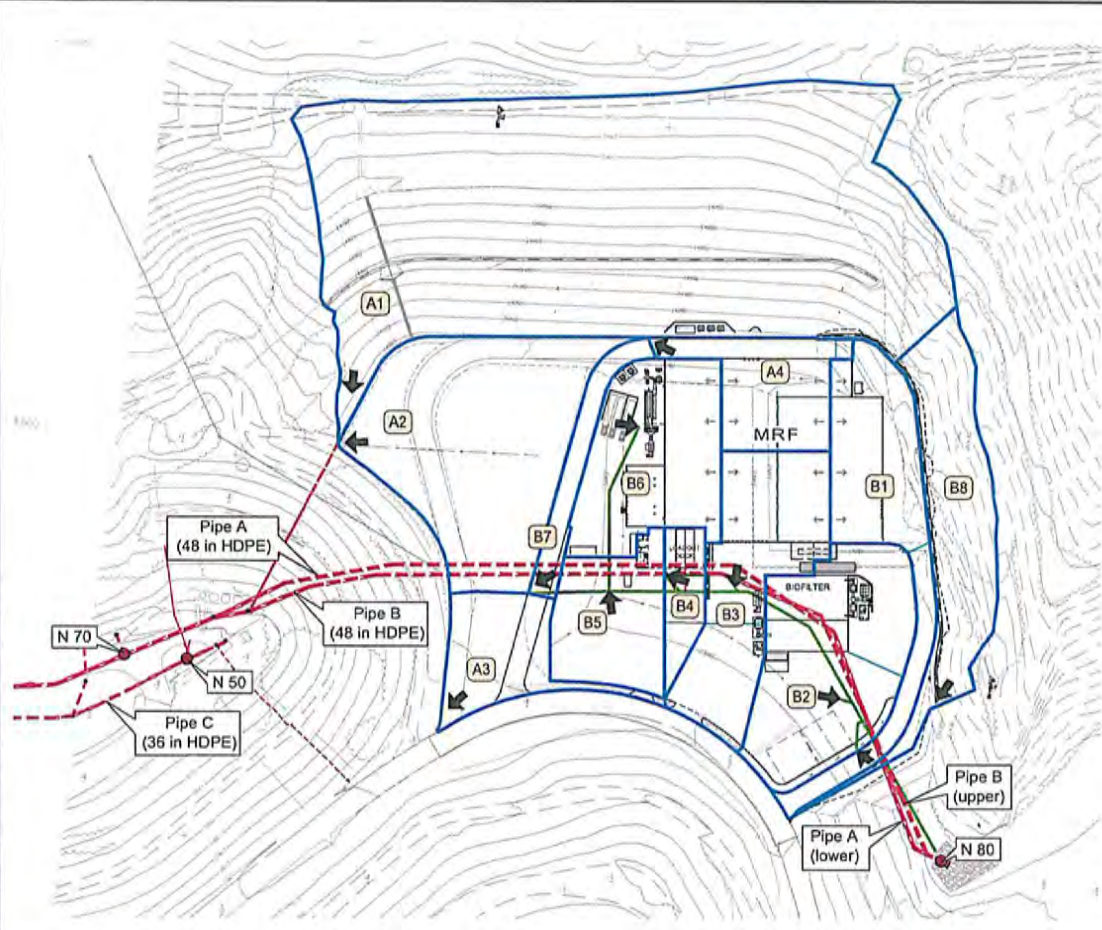 A1
A4
A2
MRF
B6
B1
B8
B7
Pipe A
(48 in HDPE)
BIOFILTER
B4
B3
Pipe B
(48 in HDPE)
B5
N 70
A3
N 50
B2
Pipe C
(36 in HDPE)
Pipe B
(upper)
Pipe A
(lower)
N 80